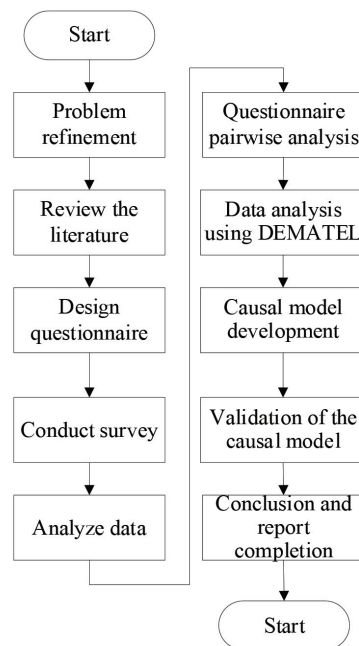 Start
Problem
refinement
Review the
literature
Design
questionnaire
Conduct survey
Analyze data
Questionnaire
pairwise analysis
Data analysis
using DEMATEL
Causal model
development
Validation of the
causal model
Conclusion and
report
completion
Start